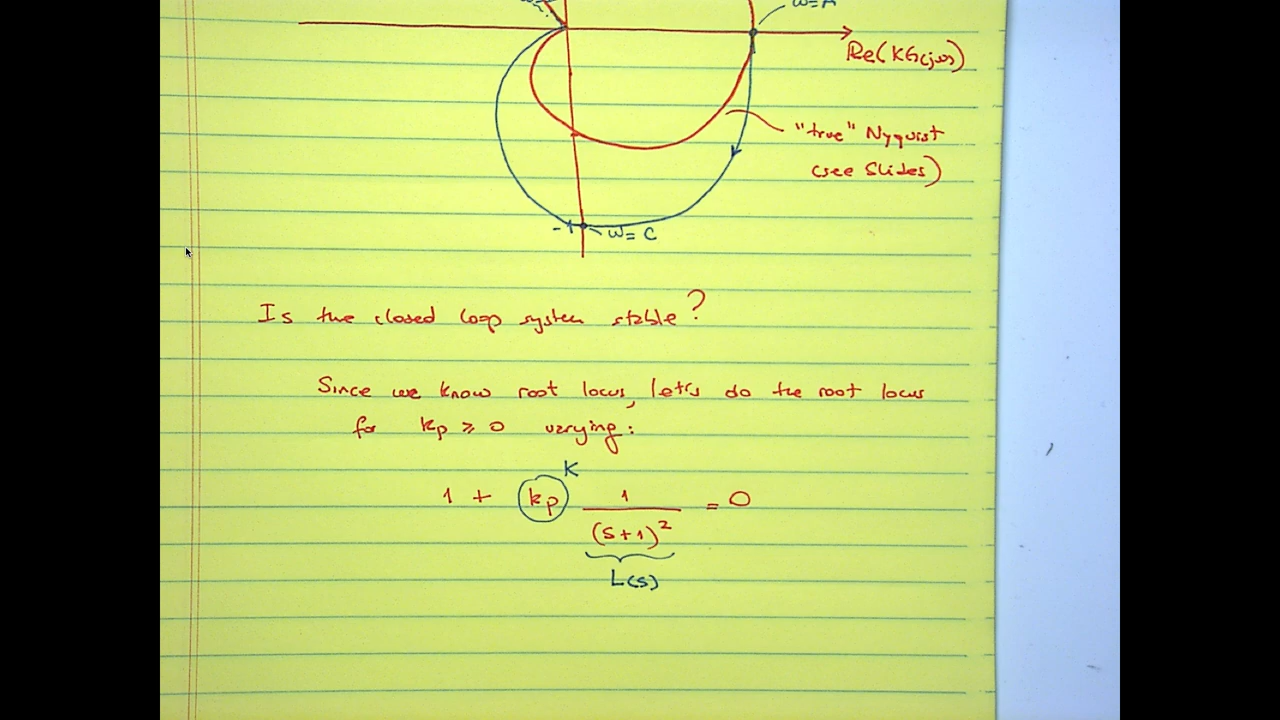 ω=A
Re(KG(jω)
"true" Nyquist
(see Slides)
-1
ω=C
Is the closed loop system stable?
Since we know root locus, let's do the root locus
for kp ≥ 0 varying:
K
1 + kp 1/(s+1)² = 0
L(s)